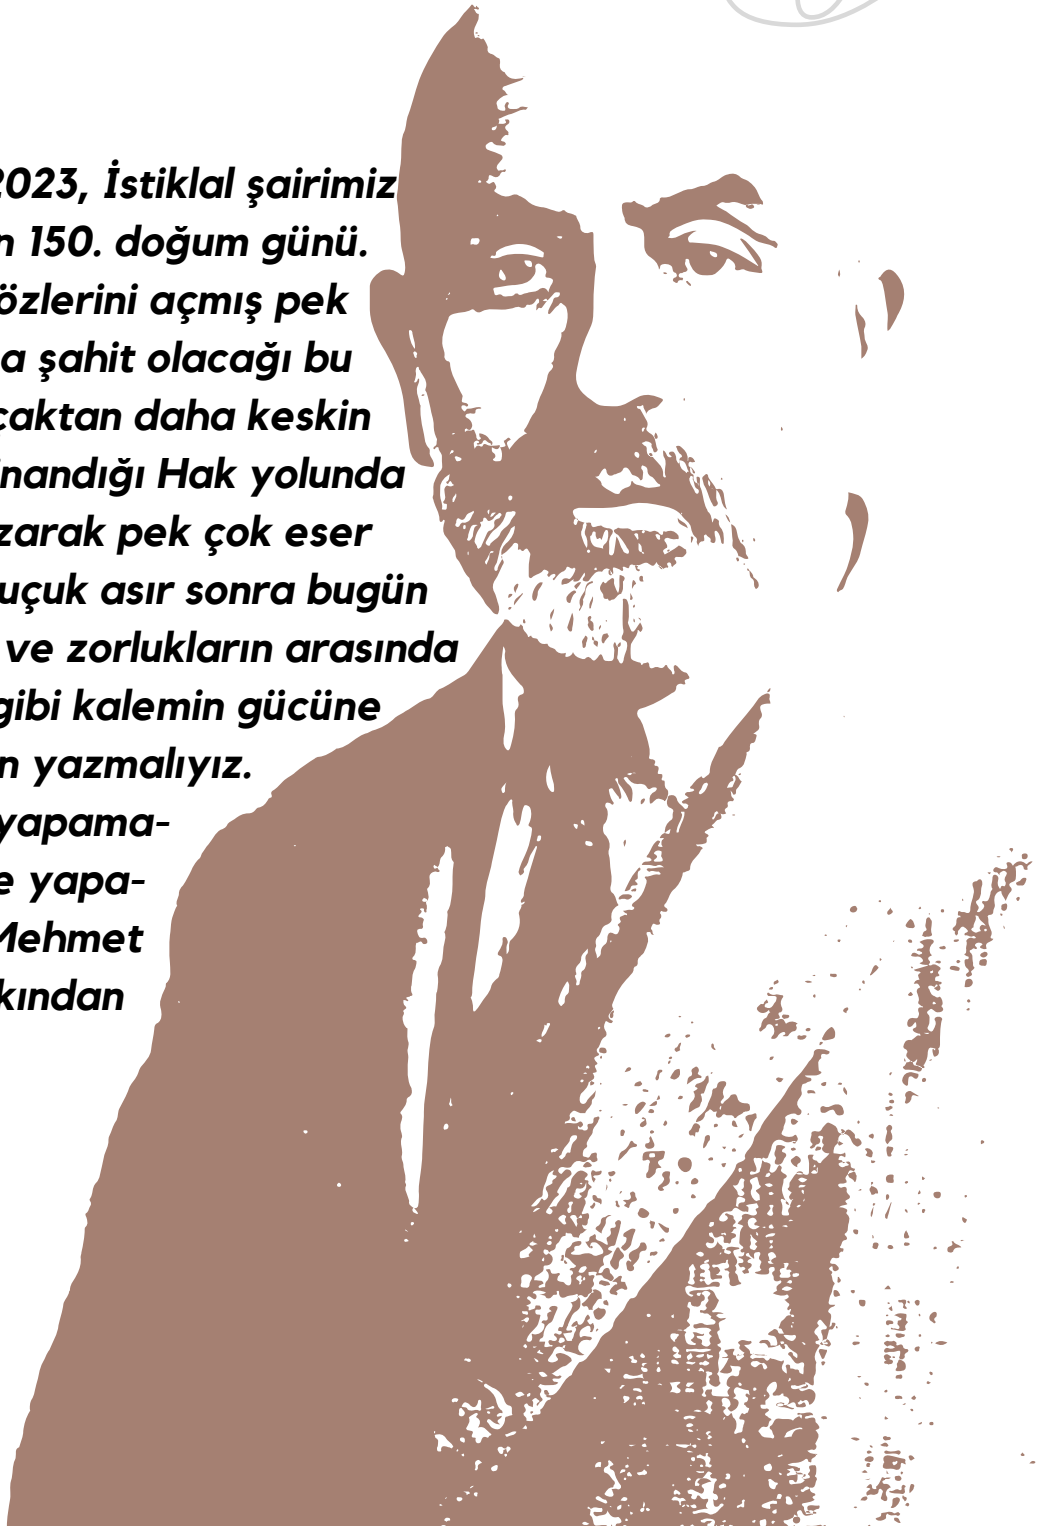 2023, İstiklal şairimiz
n 150. doğum günü.
özlerini açmış pek
a şahit olacağı bu
çaktan daha keskin
inandığı Hak yolunda
zarak pek çok eser
uçuk asır sonra bugün
ve zorlukların arasında
gibi kalemin gücüne
n yazmalıyız.
yapama-
e yapa-
Mehmet
kından